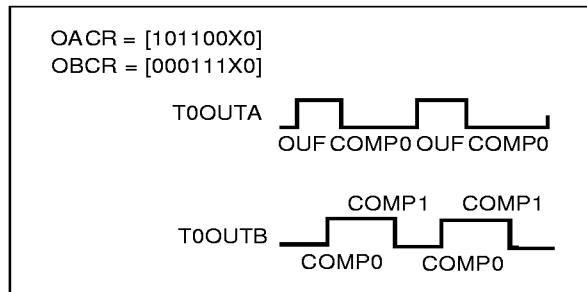 OACR = [101100X0]
OBCR = [000111X0]
T0OUTA
OUF COMP0 OUF COMP0
COMP1 COMP1
T0OUTB
COMP0 COMP0